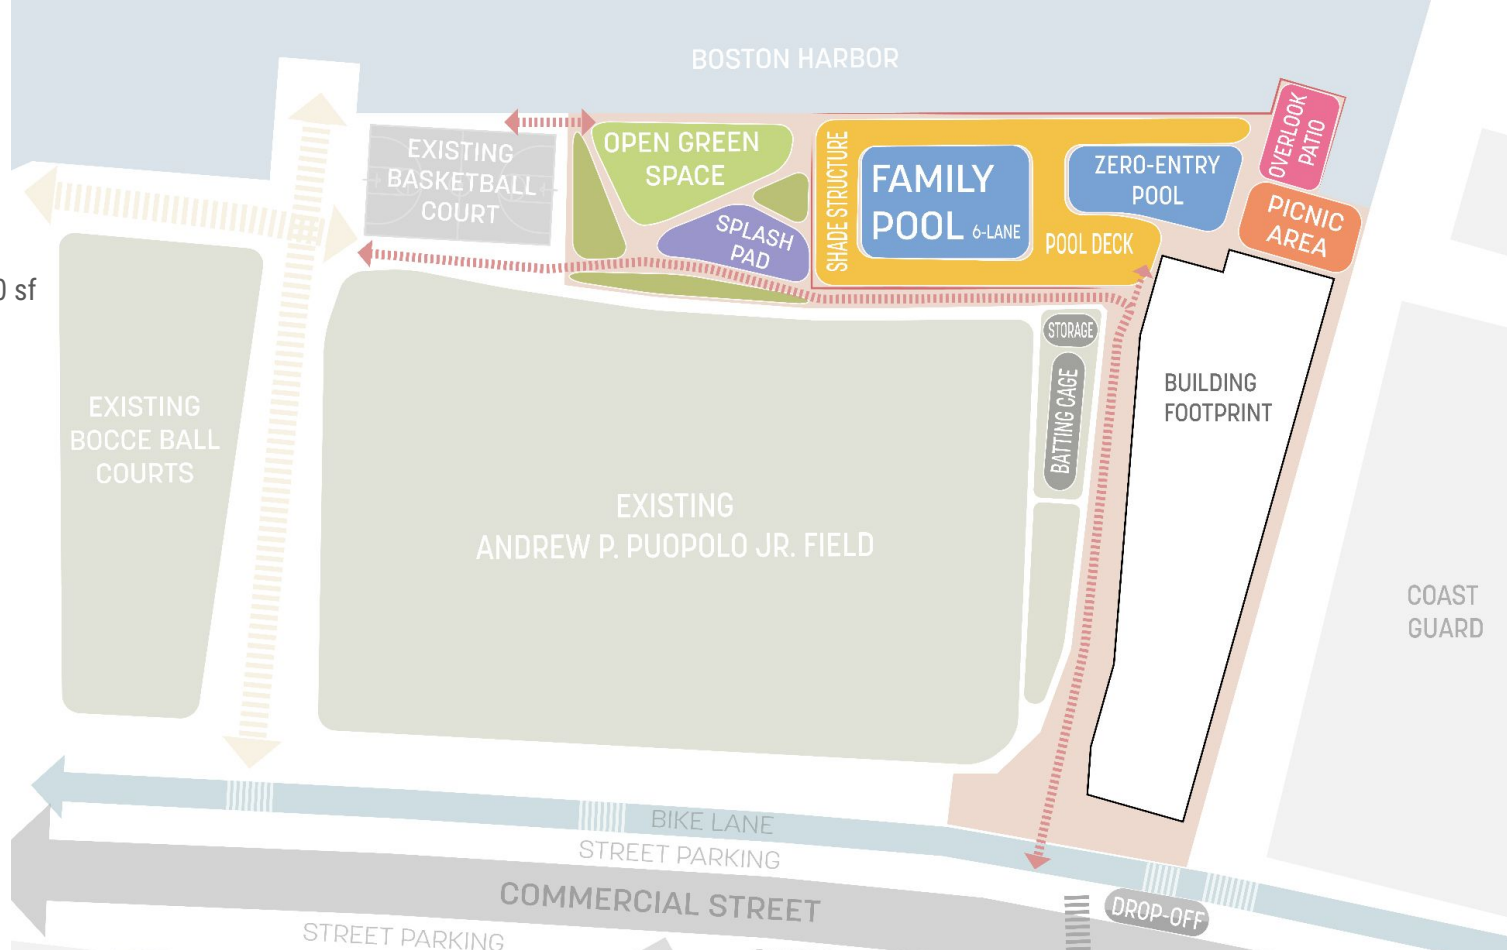 BOSTON HARBOR
OVERLOOK
PATIO
EXISTING
BASKETBALL
COURT
OPEN GREEN
SPACE
SHADE STRUCTURE
FAMILY
POOL 6-LANE
ZERO-ENTRY
POOL
PICNIC
AREA
SPLASH
PAD
POOL DECK
0 sf
STORAGE
BATTING CAGE
BUILDING
FOOTPRINT
EXISTING
BOCCE BALL
COURTS
EXISTING
ANDREW P. PUOPOLO JR. FIELD
COAST
GUARD
BIKE LANE
STREET PARKING
COMMERCIAL STREET
DROP-OFF
STREET PARKING